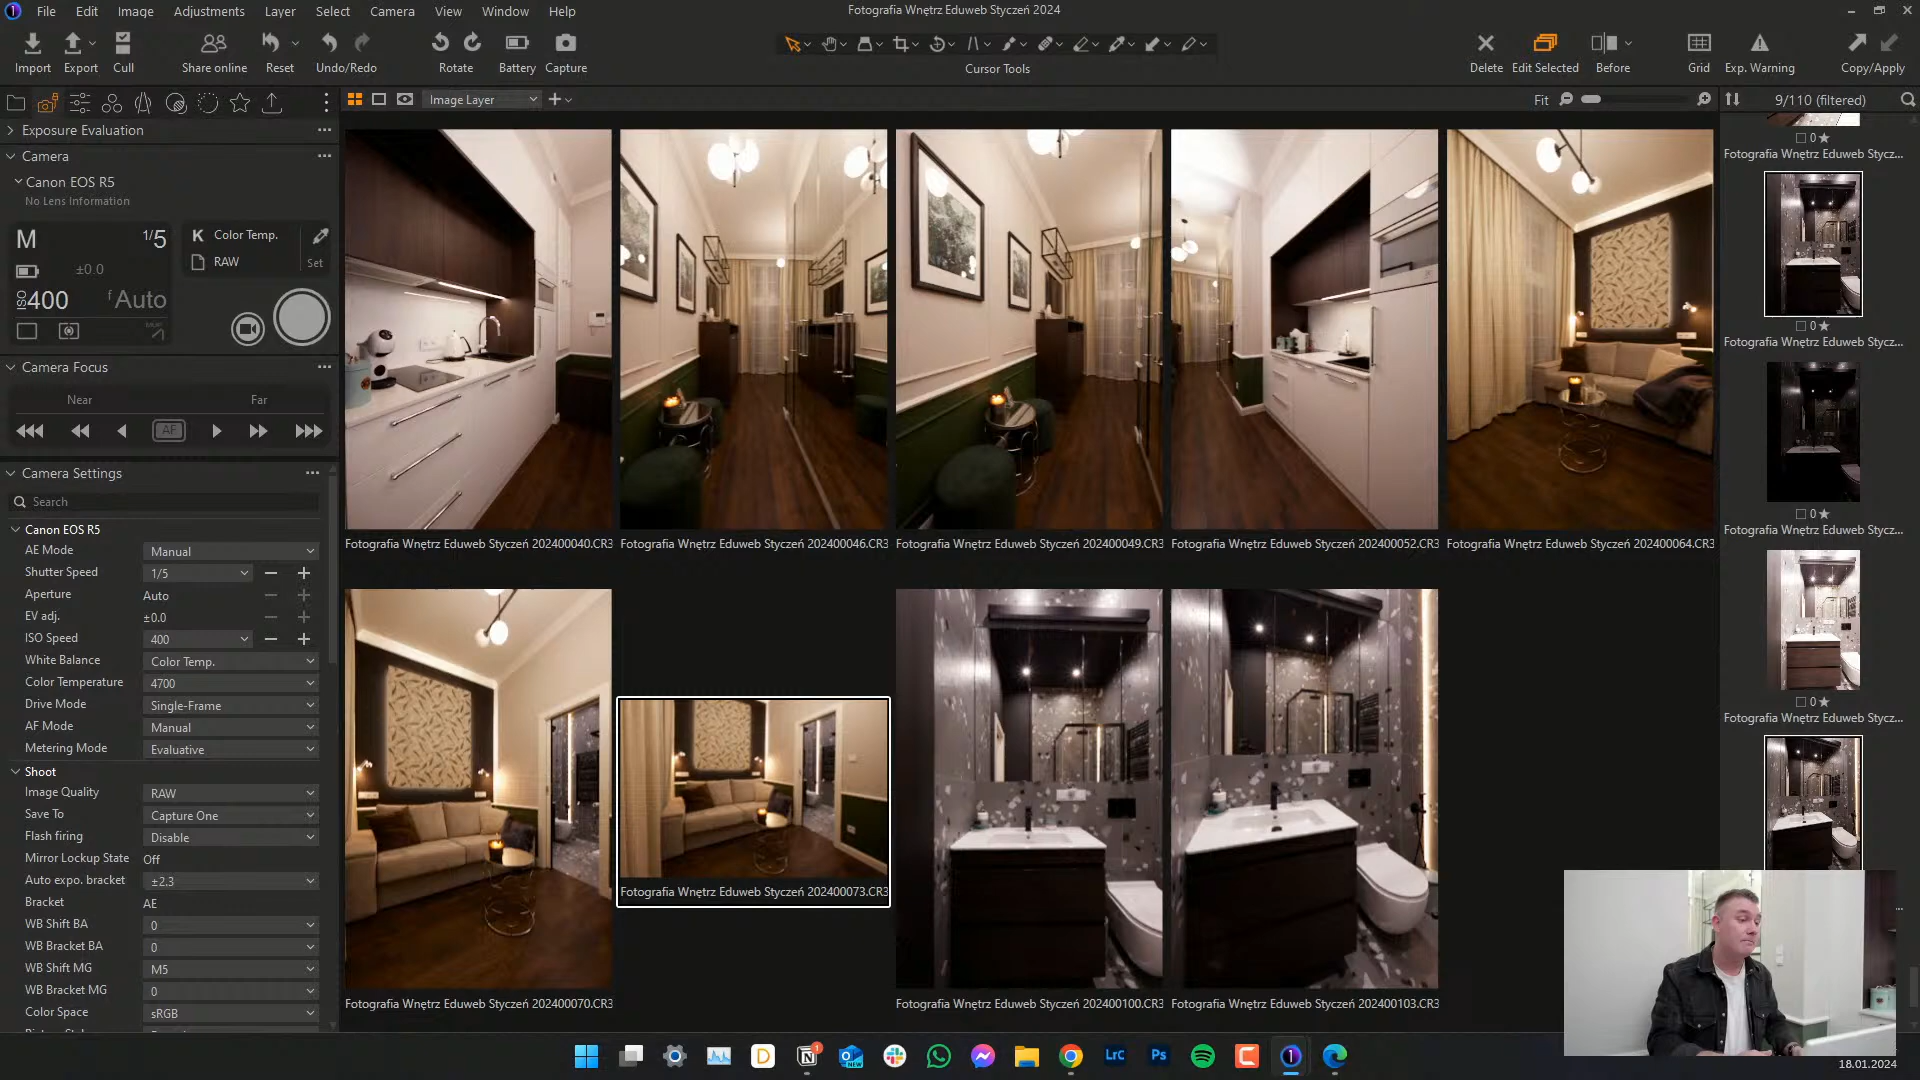 File Edit Image Adjustments Layer Select Camera View Window Help
Fotografia Wnętrz Eduweb Styczeń 2024
Import Export Cull Share online Reset Undo/Redo Rotate Battery Capture
Cursor Tools
Delete Edit Selected Before Grid Exp. Warning Copy/Apply
Image Layer
Fit
9/110 (filtered)
Exposure Evaluation
Camera
Canon EOS R5
No Lens Information
M 1/5
±0.0
ISO 400 f Auto
K Color Temp.
RAW
Set
Camera Focus
Near Far
AF
Camera Settings
Search
Canon EOS R5
AE Mode Manual
Shutter Speed 1/5
Aperture Auto
EV adj. ±0.0
ISO Speed 400
White Balance Color Temp.
Color Temperature 4700
Drive Mode Single-Frame
AF Mode Manual
Metering Mode Evaluative
Shoot
Image Quality RAW
Save To Capture One
Flash firing Disable
Mirror Lockup State Off
Auto expo. bracket ±2.3
Bracket AE
WB Shift BA 0
WB Bracket BA 0
WB Shift MG M5
WB Bracket MG 0
Color Space sRGB
Fotografia Wnętrz Eduweb Styczeń 202400040.CR3
Fotografia Wnętrz Eduweb Styczeń 202400046.CR3
Fotografia Wnętrz Eduweb Styczeń 202400049.CR3
Fotografia Wnętrz Eduweb Styczeń 202400052.CR3
Fotografia Wnętrz Eduweb Styczeń 202400064.CR3
Fotografia Wnętrz Eduweb Styczeń 202400070.CR3
Fotografia Wnętrz Eduweb Styczeń 202400073.CR3
Fotografia Wnętrz Eduweb Styczeń 202400100.CR3
Fotografia Wnętrz Eduweb Styczeń 202400103.CR3
0★
Fotografia Wnętrz Eduweb Stycz...
0★
Fotografia Wnętrz Eduweb Stycz...
0★
Fotografia Wnętrz Eduweb Stycz...
0★
Fotografia Wnętrz Eduweb Stycz...
D N 1 NEW LrC Ps C 1
18.01.2024